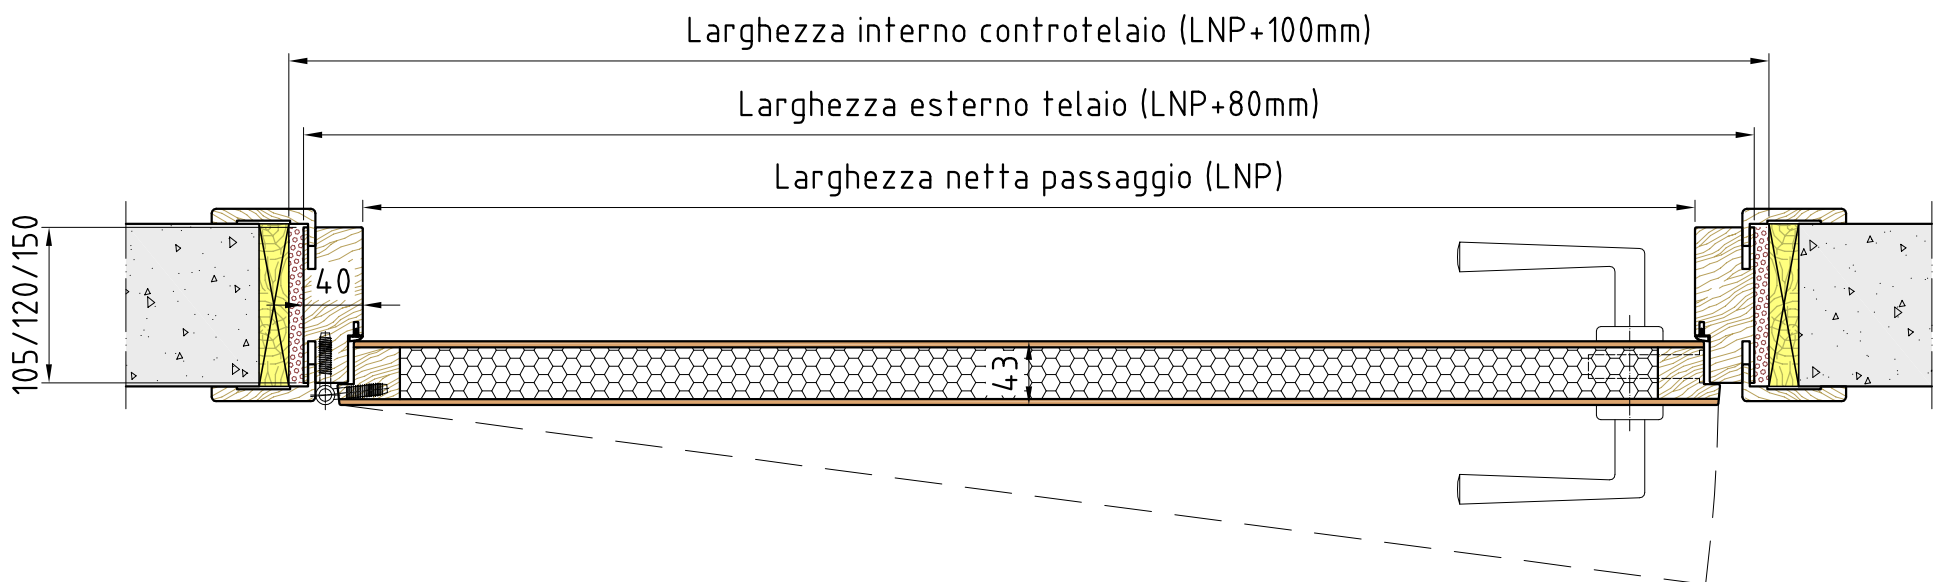 Larghezza interno controtelaio (LNP+100mm)
Larghezza esterno telaio (LNP+80mm)
Larghezza netta passaggio (LNP)
105/120/150
40
43